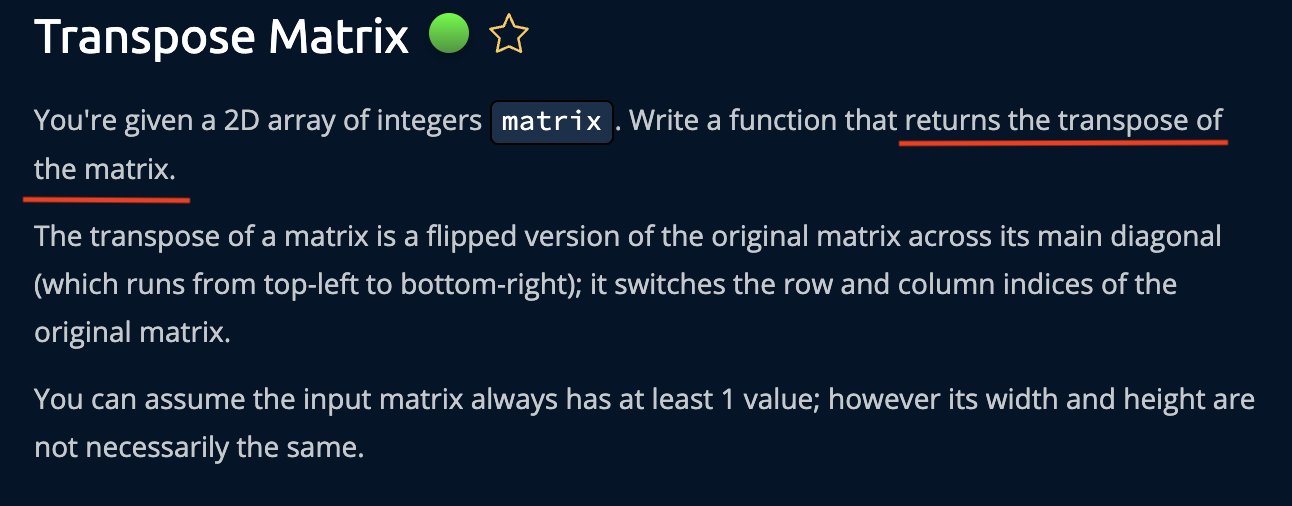 Transpose Matrix
You're given a 2D array of integers matrix. Write a function that returns the transpose of
the matrix.
The transpose of a matrix is a flipped version of the original matrix across its main diagonal
(which runs from top-left to bottom-right); it switches the row and column indices of the
original matrix.
You can assume the input matrix always has at least 1 value; however its width and height are
not necessarily the same.